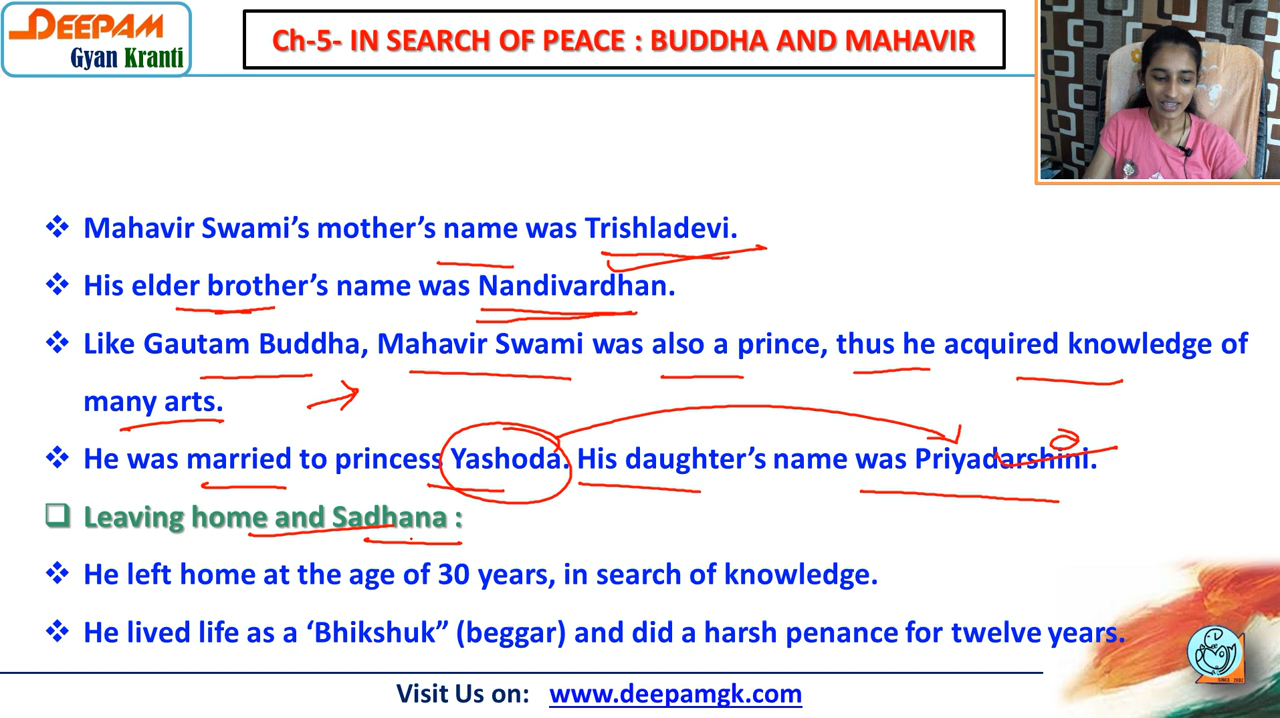 DEEPAM
Gyan Kranti
Ch-5- IN SEARCH OF PEACE : BUDDHA AND MAHAVIR
❖ Mahavir Swami’s mother’s name was Trishladevi.
❖ His elder brother’s name was Nandivardhan.
❖ Like Gautam Buddha, Mahavir Swami was also a prince, thus he acquired knowledge of
many arts.
❖ He was married to princess Yashoda. His daughter’s name was Priyadarshini.
❑ Leaving home and Sadhana :
❖ He left home at the age of 30 years, in search of knowledge.
❖ He lived life as a ‘Bhikshuk” (beggar) and did a harsh penance for twelve years.
Visit Us on: www.deepamgk.com